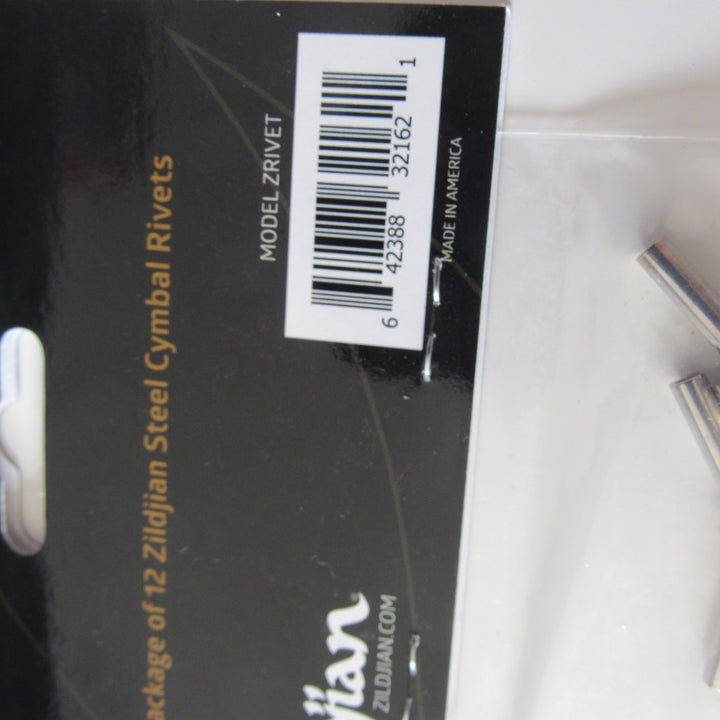 ackage of 12 Zildjian Steel Cymbal Rivets
MODEL ZRIVET
6 42388 32162 1
MADE IN AMERICA
jian
ZILDJIAN.COM